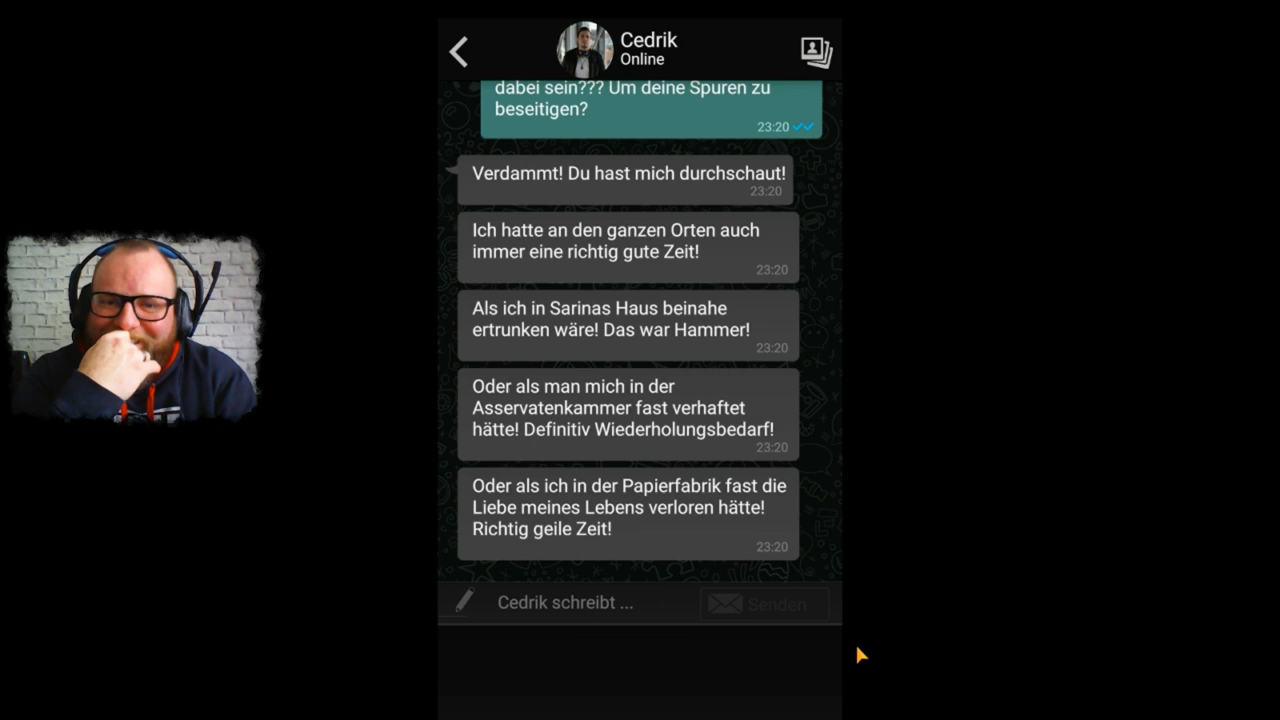 Cedrik
Online
dabei sein??? Um deine Spuren zu
beseitigen?
23:20
Verdammt! Du hast mich durchschaut!
23:20
Ich hatte an den ganzen Orten auch
immer eine richtig gute Zeit!
23:20
Als ich in Sarinas Haus beinahe
ertrunken wäre! Das war Hammer!
23:20
Oder als man mich in der
Asservatenkammer fast verhaftet
hätte! Definitiv Wiederholungsbedarf!
23:20
Oder als ich in der Papierfabrik fast die
Liebe meines Lebens verloren hätte!
Richtig geile Zeit!
23:20
Cedrik schreibt ...
Senden